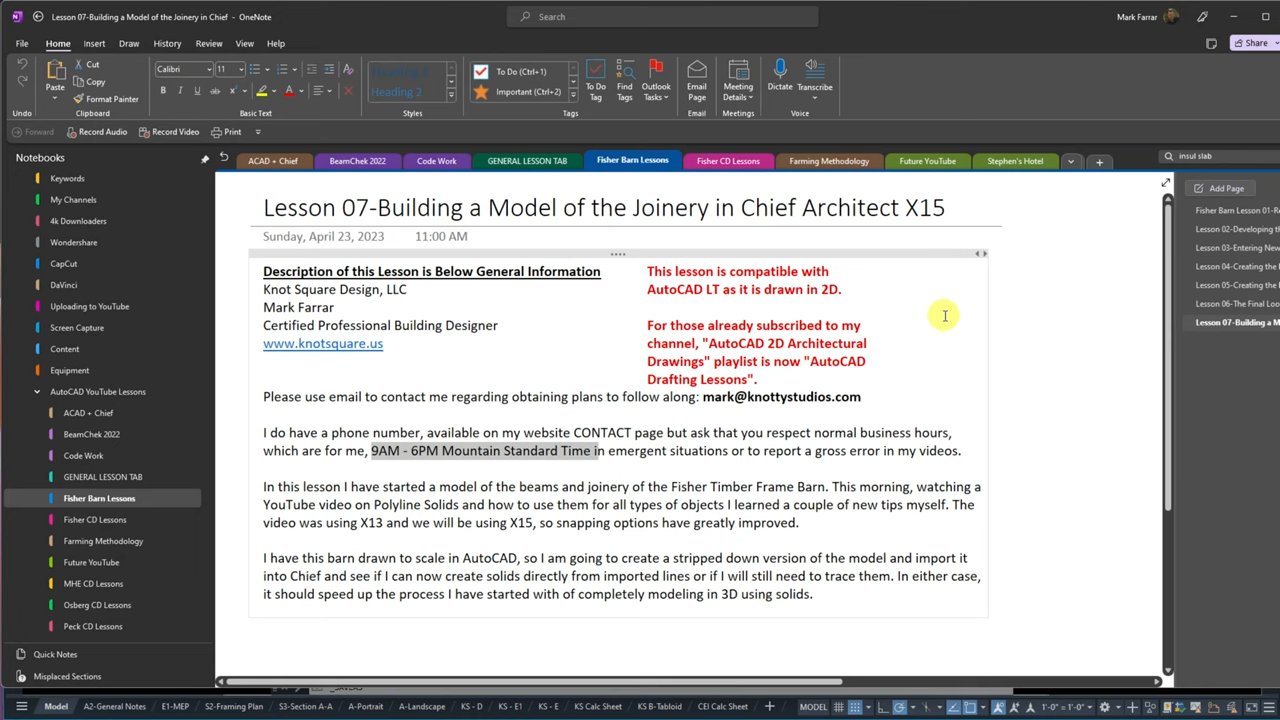 Lesson 07-Building a Model of the Joinery in Chief Architect X15 - OneNote
Search
Mark Farrar
File Home Insert Draw History Review View Help
Share
Undo
Paste
Cut
Copy
Format Painter
Clipboard
Calibri 11
Basic Text
Heading 1
Heading 2
Styles
To Do (Ctrl+1)
Important (Ctrl+2)
To Do Tag
Find Tags
Outlook Tasks
Tags
Email Page
Email
Meeting Details
Meetings
Dictate
Transcribe
Voice
Forward Record Audio Record Video Print
Notebooks
ACAD + Chief BeamChek 2022 Code Work GENERAL LESSON TAB Fisher Barn Lessons Fisher CD Lessons Farming Methodology Future YouTube Stephen's Hotel
insul slab
Keywords
My Channels
4k Downloaders
Wondershare
CapCut
DaVinci
Uploading to YouTube
Screen Capture
Content
Equipment
AutoCAD YouTube Lessons
ACAD + Chief
BeamChek 2022
Code Work
GENERAL LESSON TAB
Fisher Barn Lessons
Fisher CD Lessons
Farming Methodology
Future YouTube
MHE CD Lessons
Osberg CD Lessons
Peck CD Lessons
Quick Notes
Misplaced Sections
Lesson 07-Building a Model of the Joinery in Chief Architect X15
Sunday, April 23, 2023 11:00 AM
Description of this Lesson is Below General Information
Knot Square Design, LLC
Mark Farrar
Certified Professional Building Designer
www.knotsquare.us
This lesson is compatible with
AutoCAD LT as it is drawn in 2D.
For those already subscribed to my
channel, "AutoCAD 2D Architectural
Drawings" playlist is now "AutoCAD
Drafting Lessons".
Please use email to contact me regarding obtaining plans to follow along: mark@knottystudios.com
I do have a phone number, available on my website CONTACT page but ask that you respect normal business hours,
which are for me, 9AM - 6PM Mountain Standard Time in emergent situations or to report a gross error in my videos.
In this lesson I have started a model of the beams and joinery of the Fisher Timber Frame Barn. This morning, watching a
YouTube video on Polyline Solids and how to use them for all types of objects I learned a couple of new tips myself. The
video was using X13 and we will be using X15, so snapping options have greatly improved.
I have this barn drawn to scale in AutoCAD, so I am going to create a stripped down version of the model and import it
into Chief and see if I can now create solids directly from imported lines or if I will still need to trace them. In either case,
it should speed up the process I have started with of completely modeling in 3D using solids.
Add Page
Fisher Barn Lesson 01-R
Lesson 02-Developing th
Lesson 03-Entering New
Lesson 04-Creating the
Lesson 05-Creating the
Lesson 06-The Final Loo
Lesson 07-Building a M
Model A2-General Notes E1-MEP S2-Framing Plan S3-Section A-A A-Portrait A-Landscape KS - D KS - E1 KS - E KS Calc Sheet KS B-Tabloid CEI Calc Sheet
MODEL 1'-0" = 1'-0"